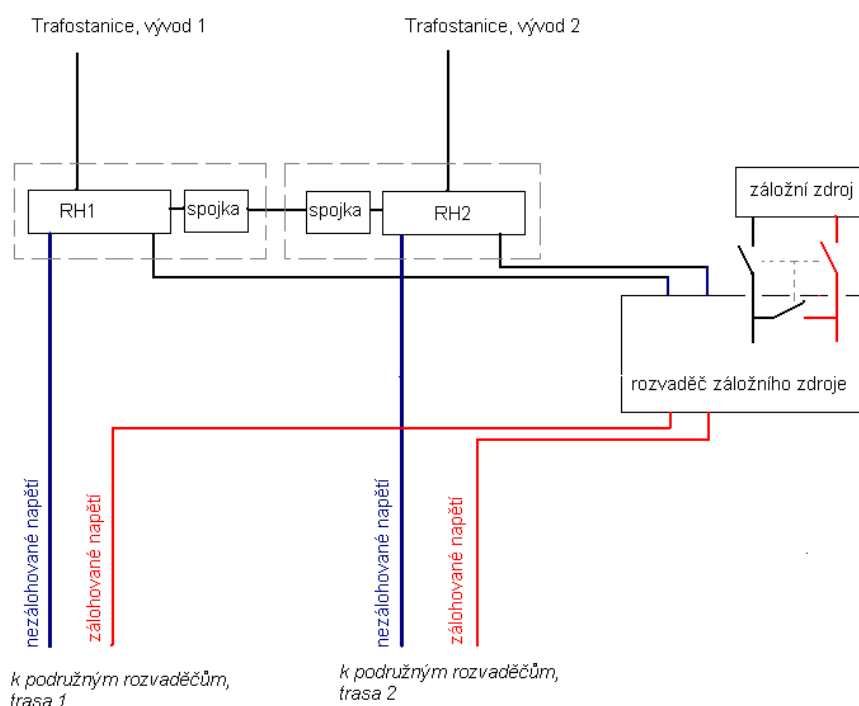 Trafostanice, vývod 1
Trafostanice, vývod 2
RH1
spojka
spojka
RH2
záložní zdroj
rozvaděč záložního zdroje
nezálohované napětí
zálohované napětí
nezálohované napětí
zálohované napětí
k podružným rozvaděčům,
trasa 1
k podružným rozvaděčům,
trasa 2